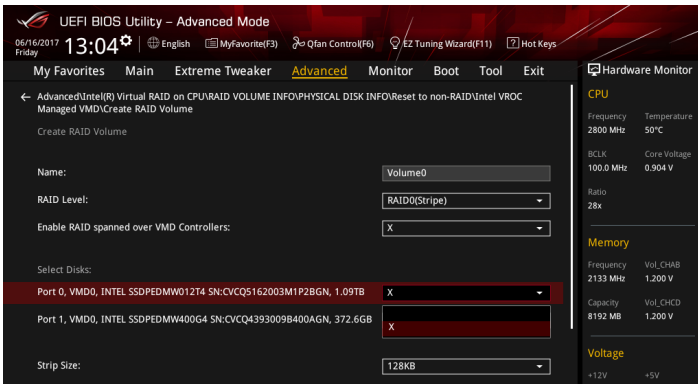 UEFI BIOS Utility – Advanced Mode
06/16/2017 Friday 13:04 English MyFavorite(F3) Qfan Control(F6) EZ Tuning Wizard(F11) ? Hot Keys
My Favorites Main Extreme Tweaker Advanced Monitor Boot Tool Exit
← Advanced\Intel(R) Virtual RAID on CPU\RAID VOLUME INFO\PHYSICAL DISK INFO\Reset to non-RAID\Intel VROC
Managed VMD\Create RAID Volume
Create RAID Volume
Name: Volume0
RAID Level: RAID0(Stripe)
Enable RAID spanned over VMD Controllers: X
Select Disks:
Port 0, VMD0, INTEL SSDPEDMW012T4 SN:CVCQ5162003M1P2BGN, 1.09TB X
Port 1, VMD0, INTEL SSDPEDMW400G4 SN:CVCQ4393009B400AGN, 372.6GB
X
Strip Size: 128KB
Hardware Monitor
CPU
Frequency Temperature
2800 MHz 50°C
BCLK Core Voltage
100.0 MHz 0.904 V
Ratio
28x
Memory
Frequency Vol_CHAB
2133 MHz 1.200 V
Capacity Vol_CHCD
8192 MB 1.200 V
Voltage
+12V +5V